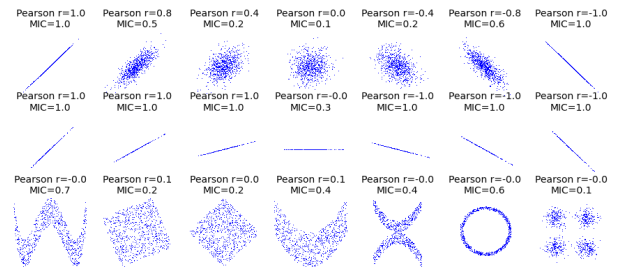 Pearson r=1.0 Pearson r=0.8 Pearson r=0.4 Pearson r=0.0 Pearson r=-0.4 Pearson r=-0.8 Pearson r=-1.0
MIC=1.0 MIC=0.5 MIC=0.2 MIC=0.1 MIC=0.2 MIC=0.6 MIC=1.0
Pearson r=1.0 Pearson r=1.0 Pearson r=1.0 Pearson r=-0.0 Pearson r=-1.0 Pearson r=-1.0 Pearson r=-1.0
MIC=1.0 MIC=1.0 MIC=1.0 MIC=0.3 MIC=1.0 MIC=1.0 MIC=1.0
Pearson r=-0.0 Pearson r=0.1 Pearson r=0.0 Pearson r=0.1 Pearson r=-0.0 Pearson r=-0.0 Pearson r=-0.0
MIC=0.7 MIC=0.2 MIC=0.2 MIC=0.4 MIC=0.4 MIC=0.6 MIC=0.1